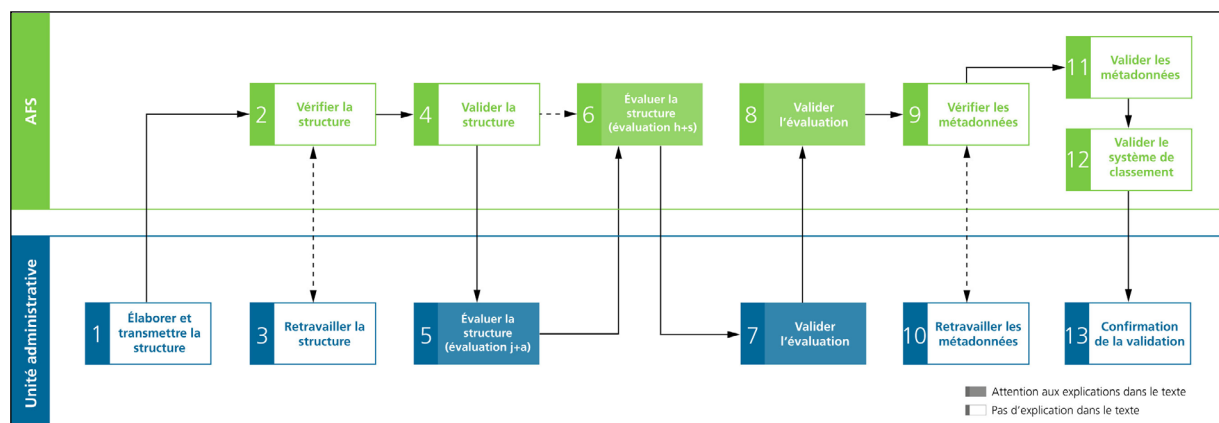 AFS
2
Vérifier la
structure
4
Valider la
structure
6
Évaluer la
structure
(évaluation h+s)
8
Valider
l'évaluation
9
Vérifier les
métadonnées
11
Valider les
métadonnées
12
Valider le
système de
classement
Unité administrative
1
Élaborer et
transmettre la
structure
3
Retravailler la
structure
5
Évaluer la
structure
(évaluation j+a)
7
Valider
l'évaluation
10
Retravailler les
métadonnées
13
Confirmation
de la validation
Attention aux explications dans le texte
Pas d'explication dans le texte